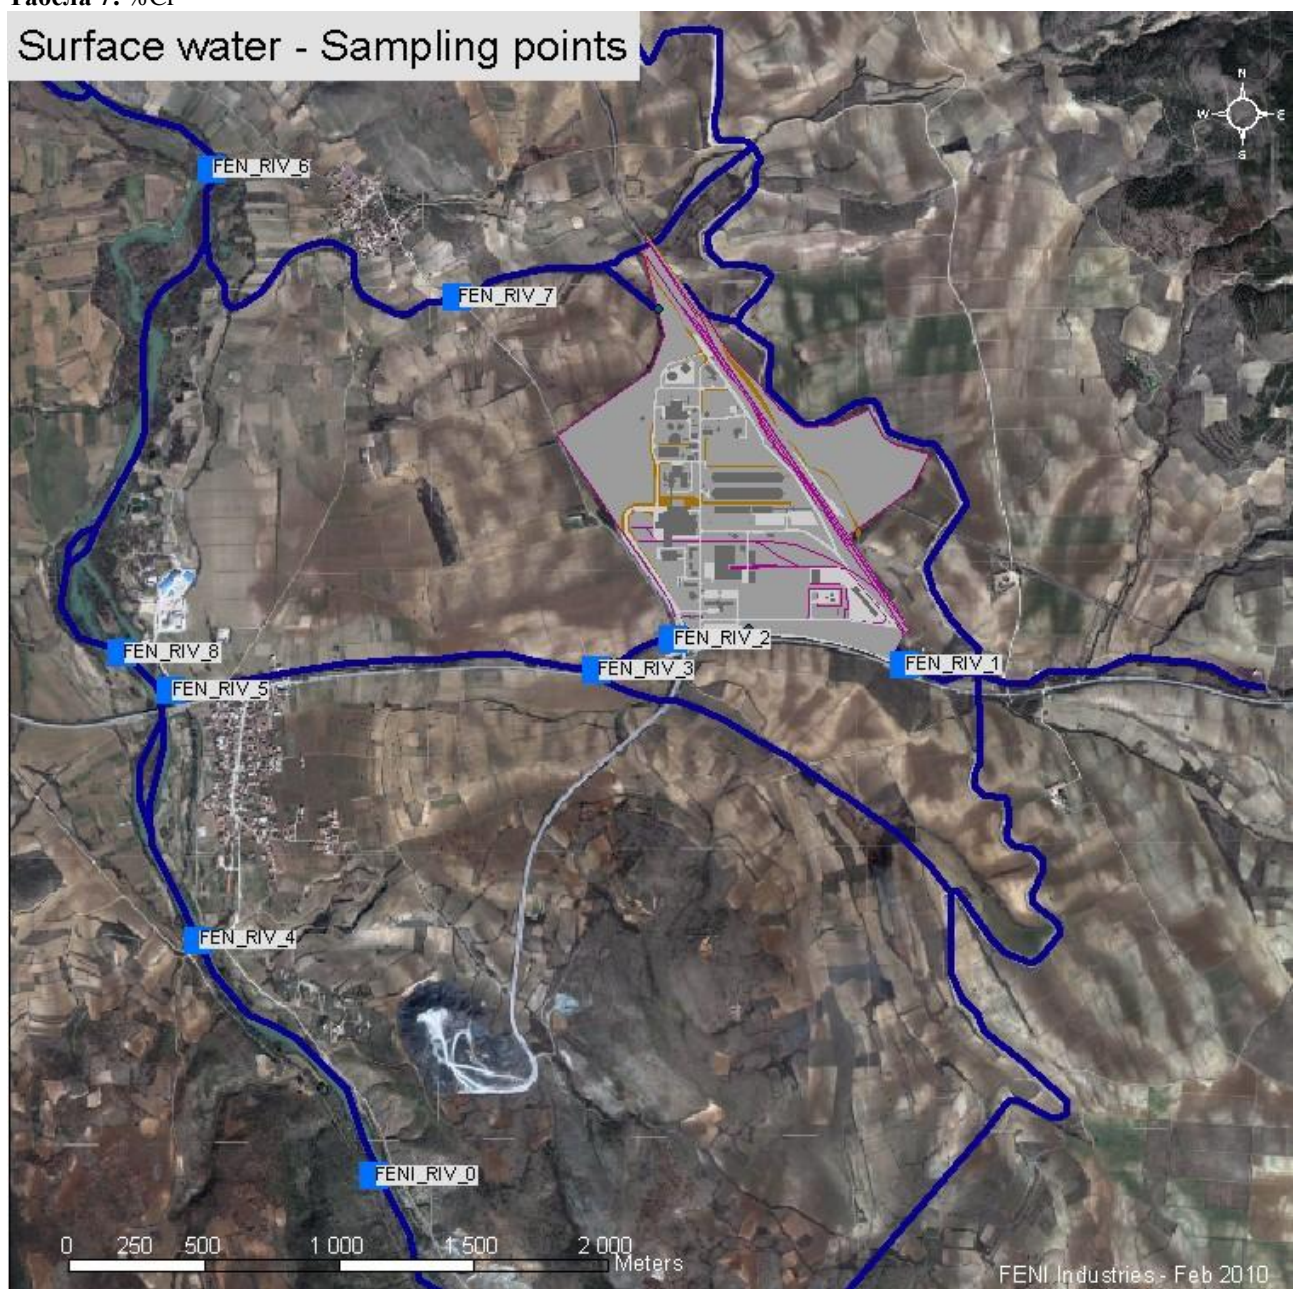 Surface water - Sampling points
N
W E
S
FEN_RIV_6
FEN_RIV_7
FEN_RIV_2
FEN_RIV_8
FEN_RIV_3
FEN_RIV_1
FEN_RIV_5
FEN_RIV_4
FENI_RIV_0
0 250 500 1 000 1 500 2 000
Meters
FENI Industries - Feb 2010